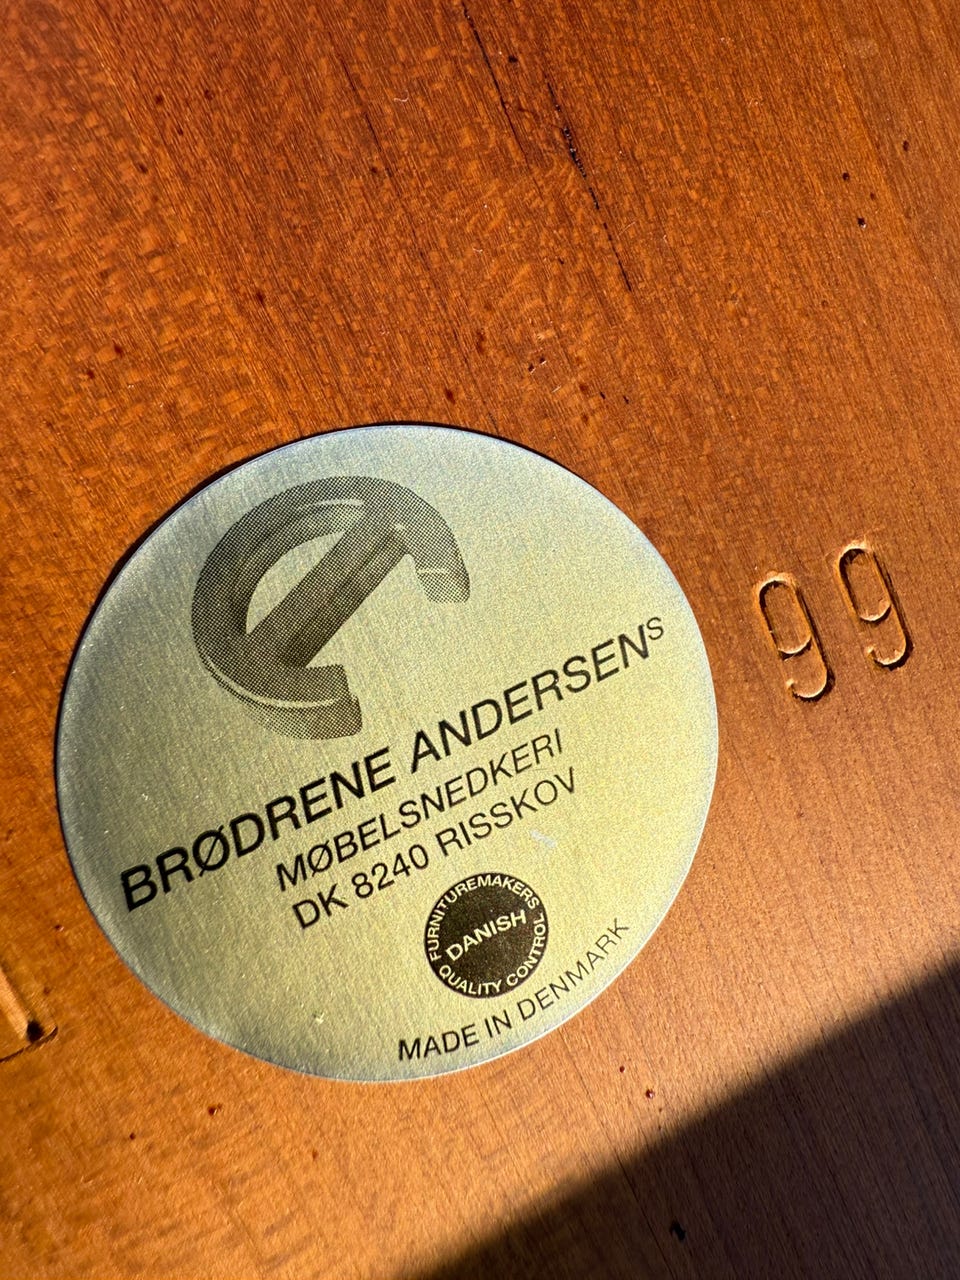 BRØDRENE ANDERSENS
MØBELSNEDKERI
DK 8240 RISSKOV
FURNITUREMAKERS
DANISH
QUALITY CONTROL
MADE IN DENMARK
99